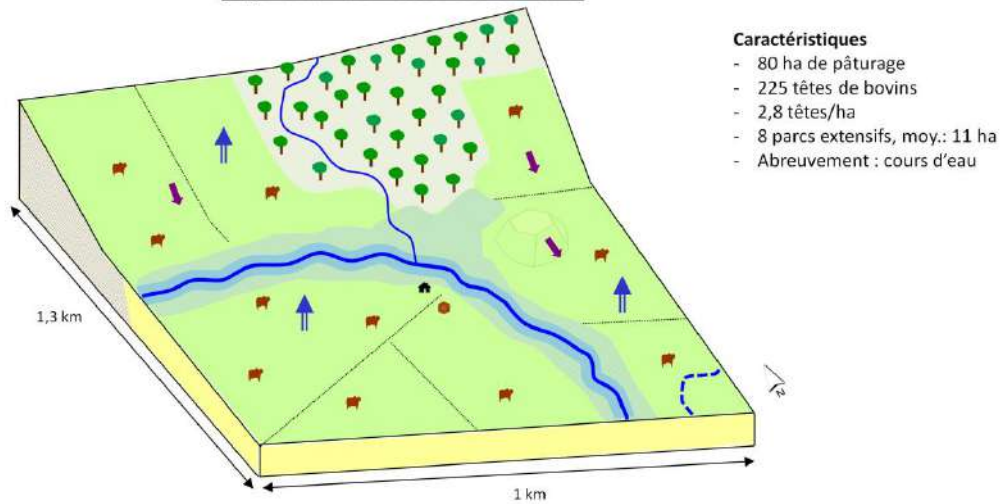 Caractéristiques
- 80 ha de pâturage
- 225 têtes de bovins
- 2,8 têtes/ha
- 8 parcs extensifs, moy.: 11 ha
- Abreuvement : cours d'eau
1,3 km
N
1 km